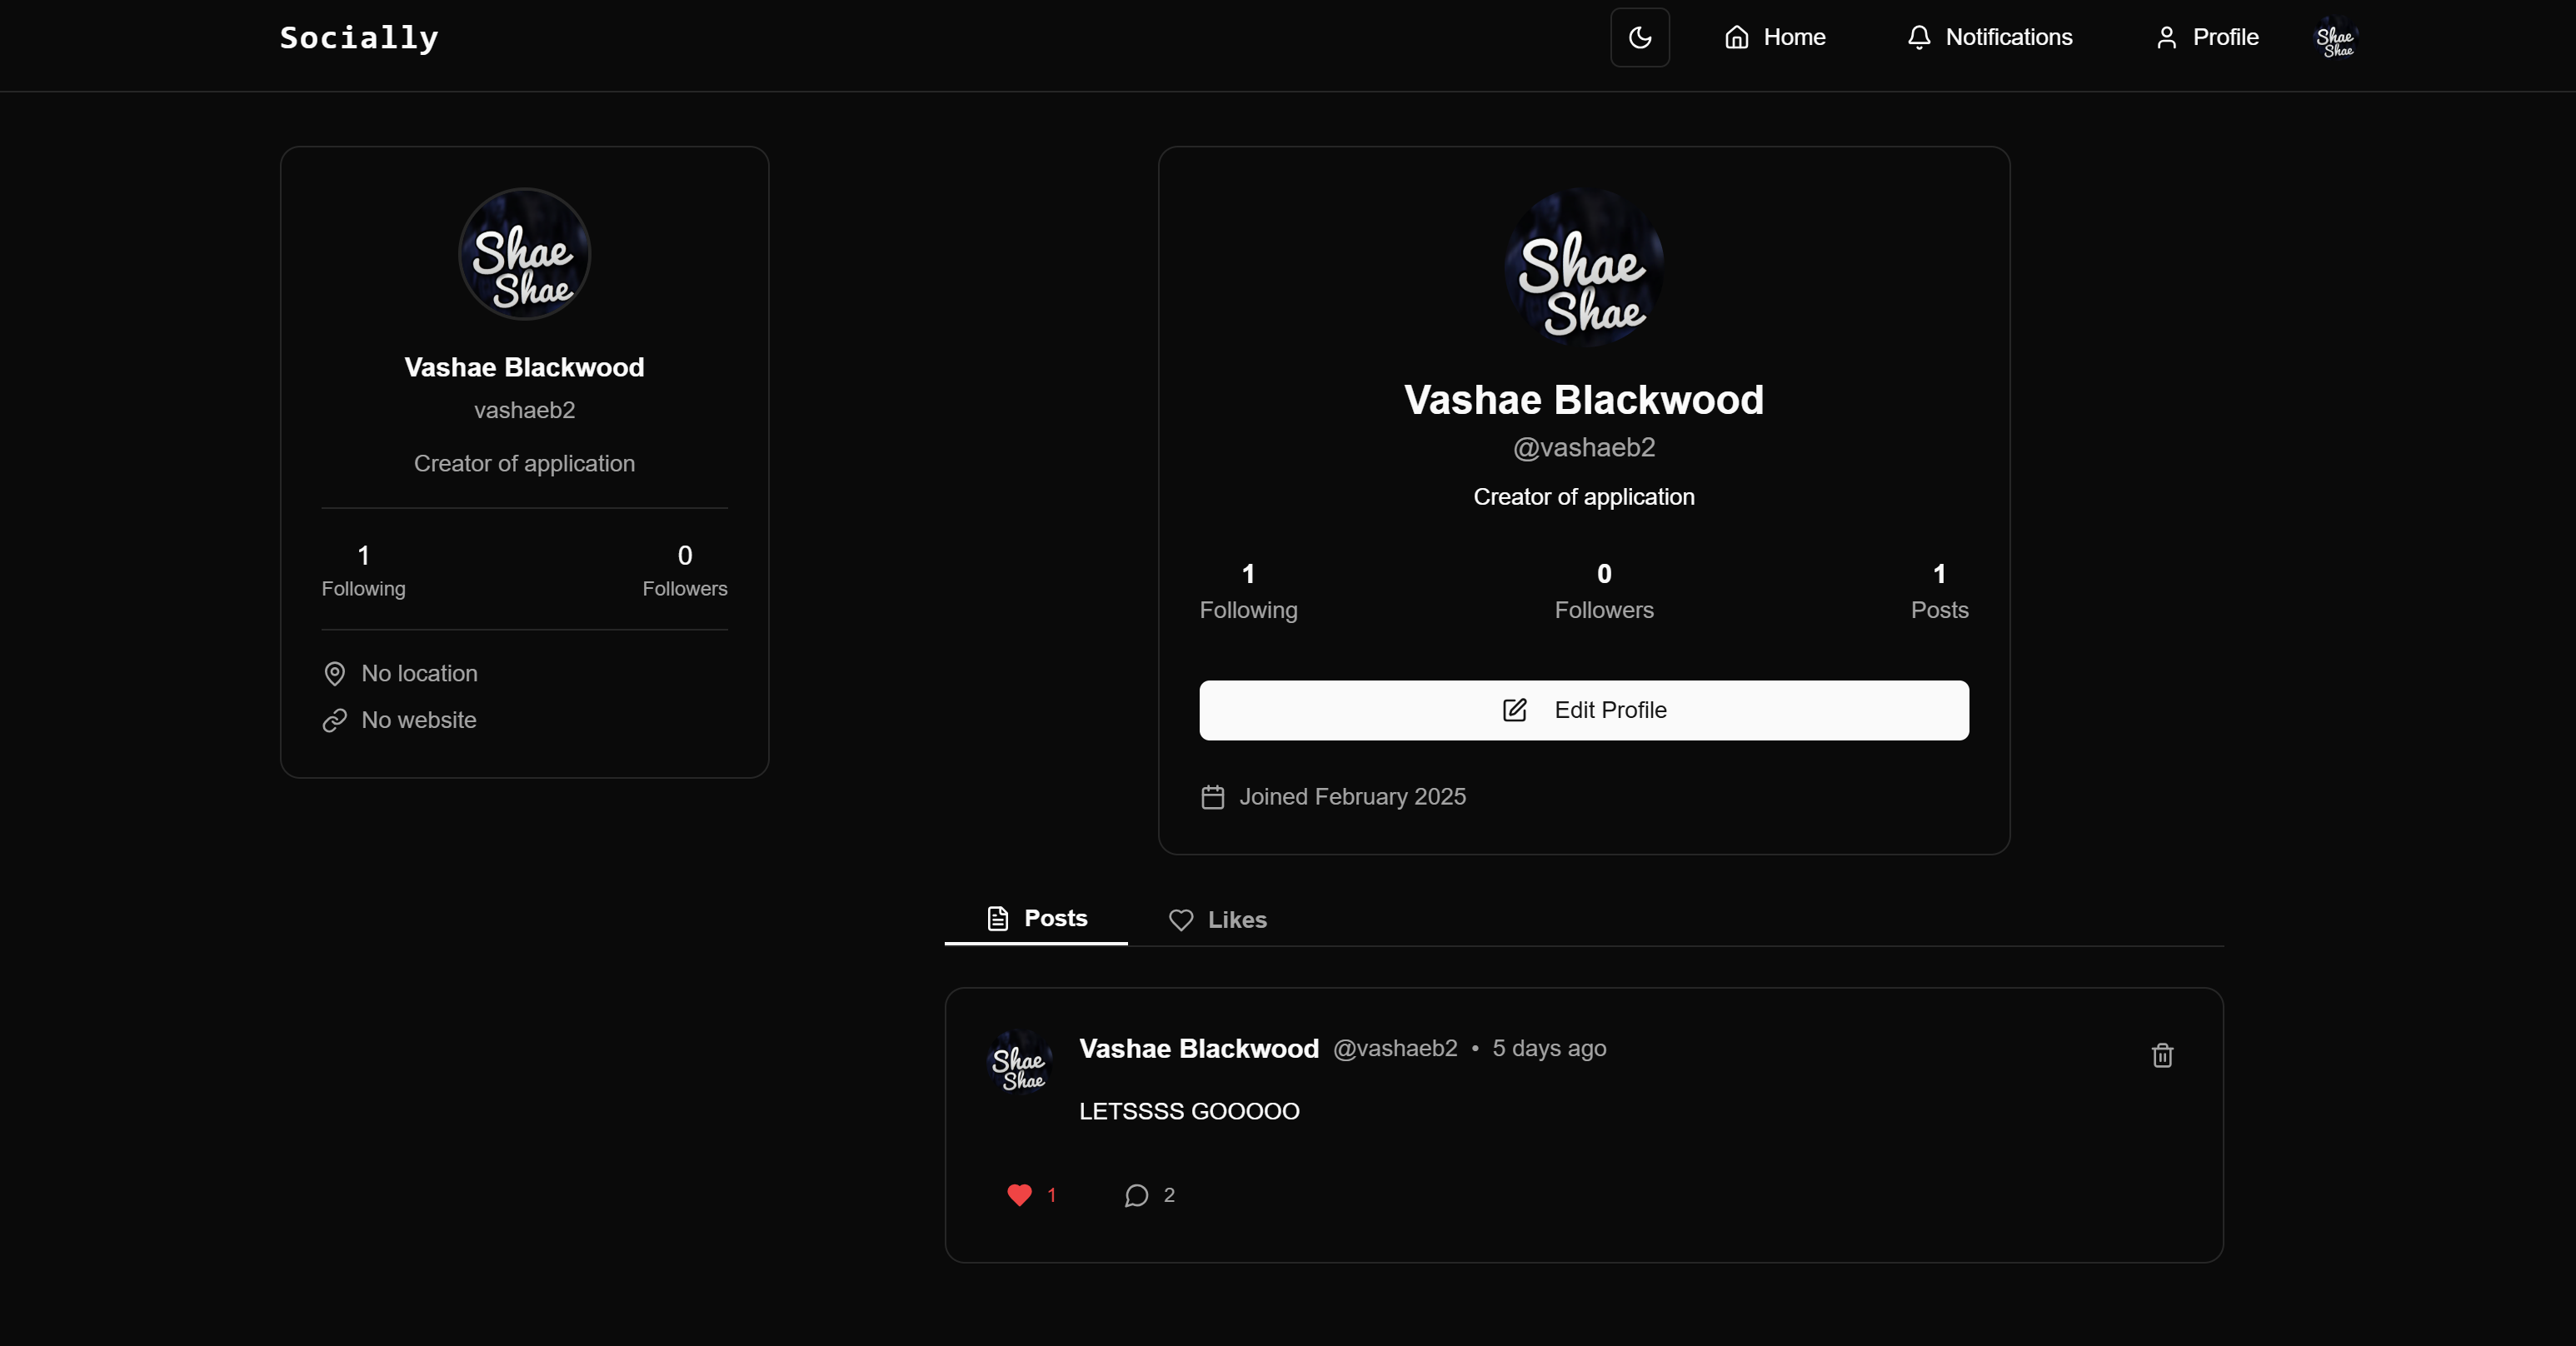 Socially
Home
Notifications
Profile
Shae
Shae
Shae
Shae
Vashae Blackwood
vashaeb2
Creator of application
1
Following
0
Followers
No location
No website
Shae
Shae
Vashae Blackwood
@vashaeb2
Creator of application
1
Following
0
Followers
1
Posts
Edit Profile
Joined February 2025
Posts
Likes
Shae
Shae
Vashae Blackwood @vashaeb2 • 5 days ago
LETSSSS GOOOOO
1
2